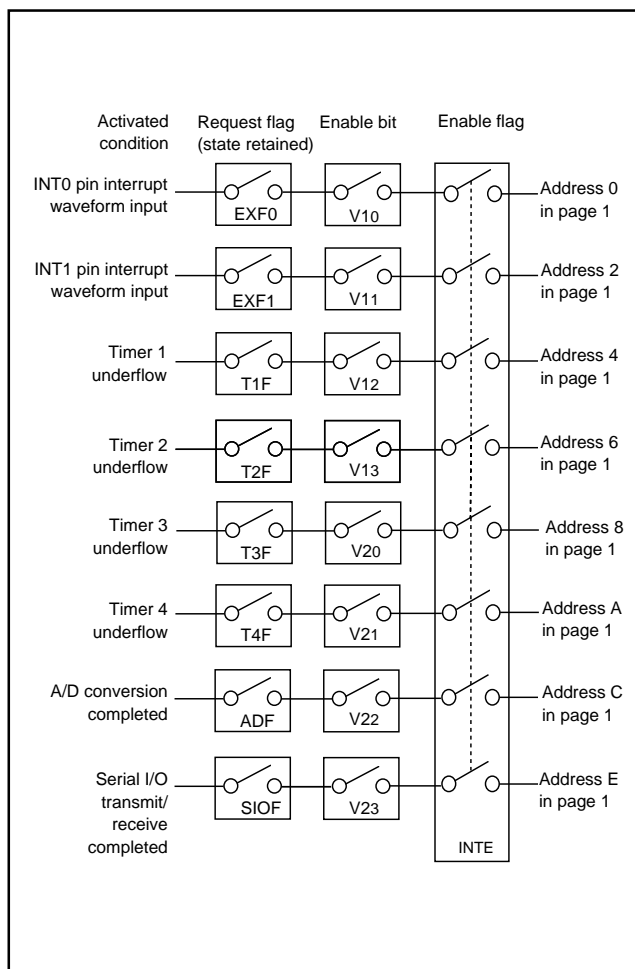 Activated
condition
Request flag
(state retained)
Enable bit
Enable flag
INT0 pin interrupt
waveform input
EXF0
V10
Address 0
in page 1
INT1 pin interrupt
waveform input
EXF1
V11
Address 2
in page 1
Timer 1
underflow
T1F
V12
Address 4
in page 1
Timer 2
underflow
T2F
V13
Address 6
in page 1
Timer 3
underflow
T3F
V20
Address 8
in page 1
Timer 4
underflow
T4F
V21
Address A
in page 1
A/D conversion
completed
ADF
V22
Address C
in page 1
Serial I/O
transmit/
receive
completed
SIOF
V23
Address E
in page 1
INTE